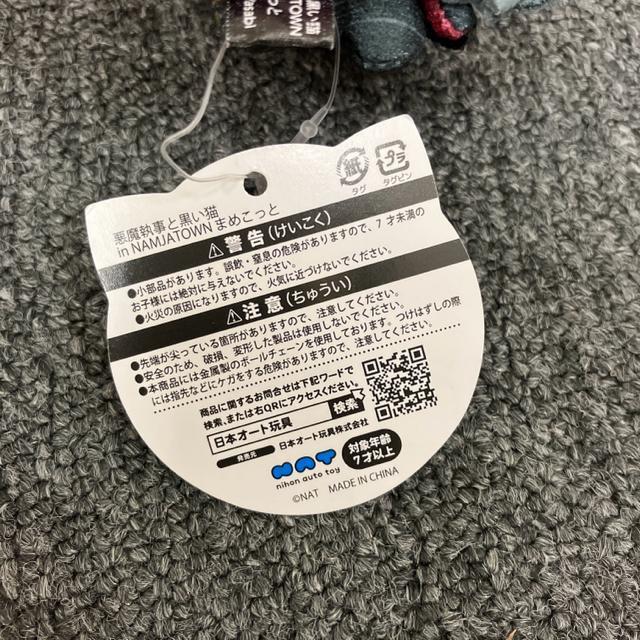 黒い猫
TOWN
っと
紙
タグ
プラ
タグピン
悪魔執事と黒い猫
in NAMJATOWN まめこっと
警告(けいこく)
●小部品があります。誤飲・窒息の危険がありますので、7才未満の
お子様には絶対に与えないでください。
●火災の原因になりますので、火気に近づけないでください。
注意(ちゅうい)
●先端が尖っている箇所がありますので、注意してください。
●安全のため、破損、変形した製品は使用しないでください。
●本商品には金属製のボールチェーンを使用しております。つけはずしの際
には指先などにケガをする危険がありますので、注意してください。
商品に関するお問合せは下記ワードで
検索、または右QRにアクセスください。
日本オート玩具 検索
発売元 日本オート玩具株式会社
NAT
nihon auto toy
対象年齢
7才以上
©NAT MADE IN CHINA